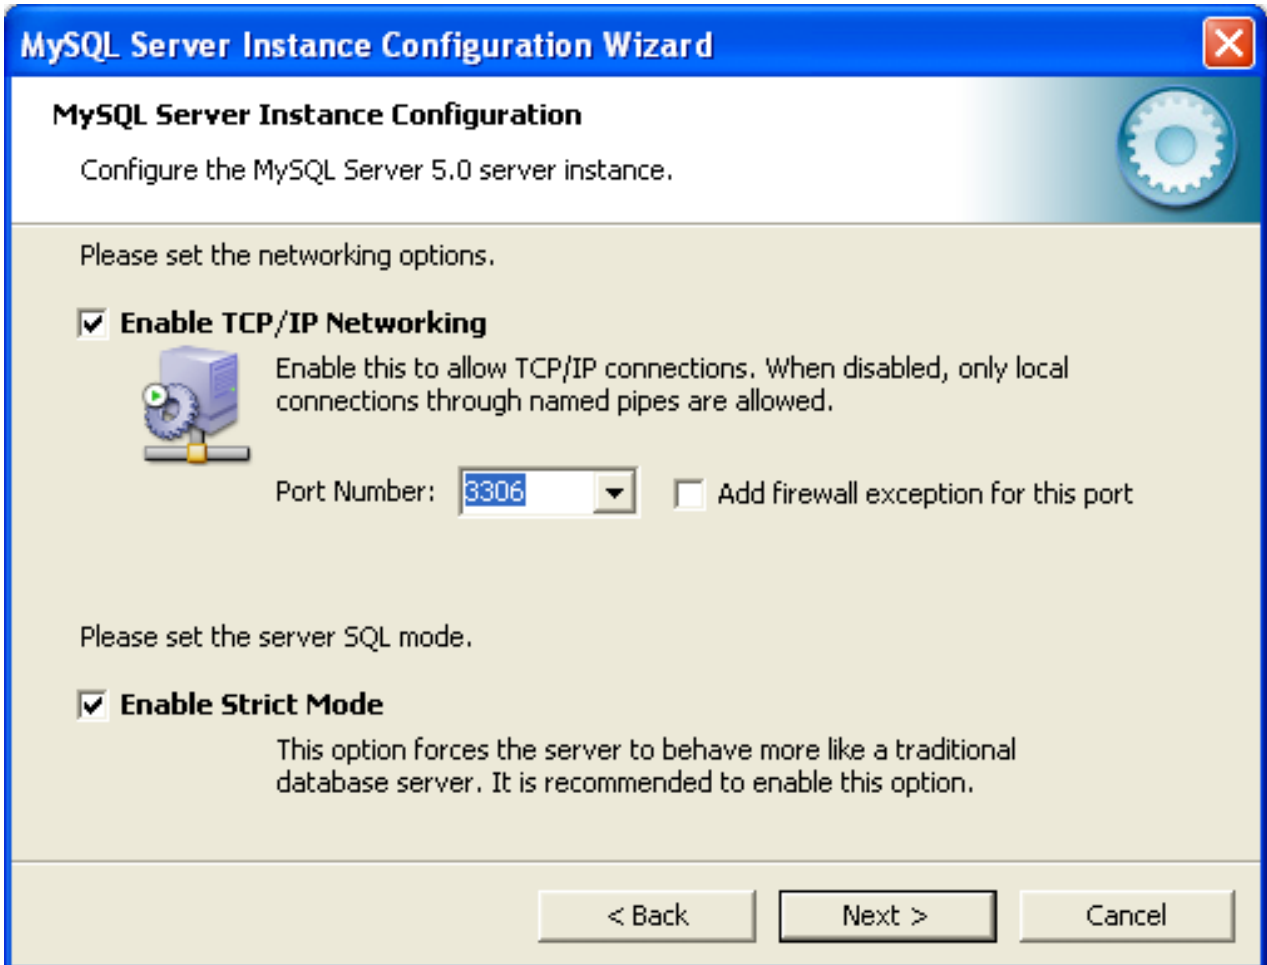 MySQL Server Instance Configuration Wizard
MySQL Server Instance Configuration
Configure the MySQL Server 5.0 server instance.
Please set the networking options.
Enable TCP/IP Networking
Enable this to allow TCP/IP connections. When disabled, only local
connections through named pipes are allowed.
Port Number: 3306 Add firewall exception for this port
Please set the server SQL mode.
Enable Strict Mode
This option forces the server to behave more like a traditional
database server. It is recommended to enable this option.
< Back Next > Cancel